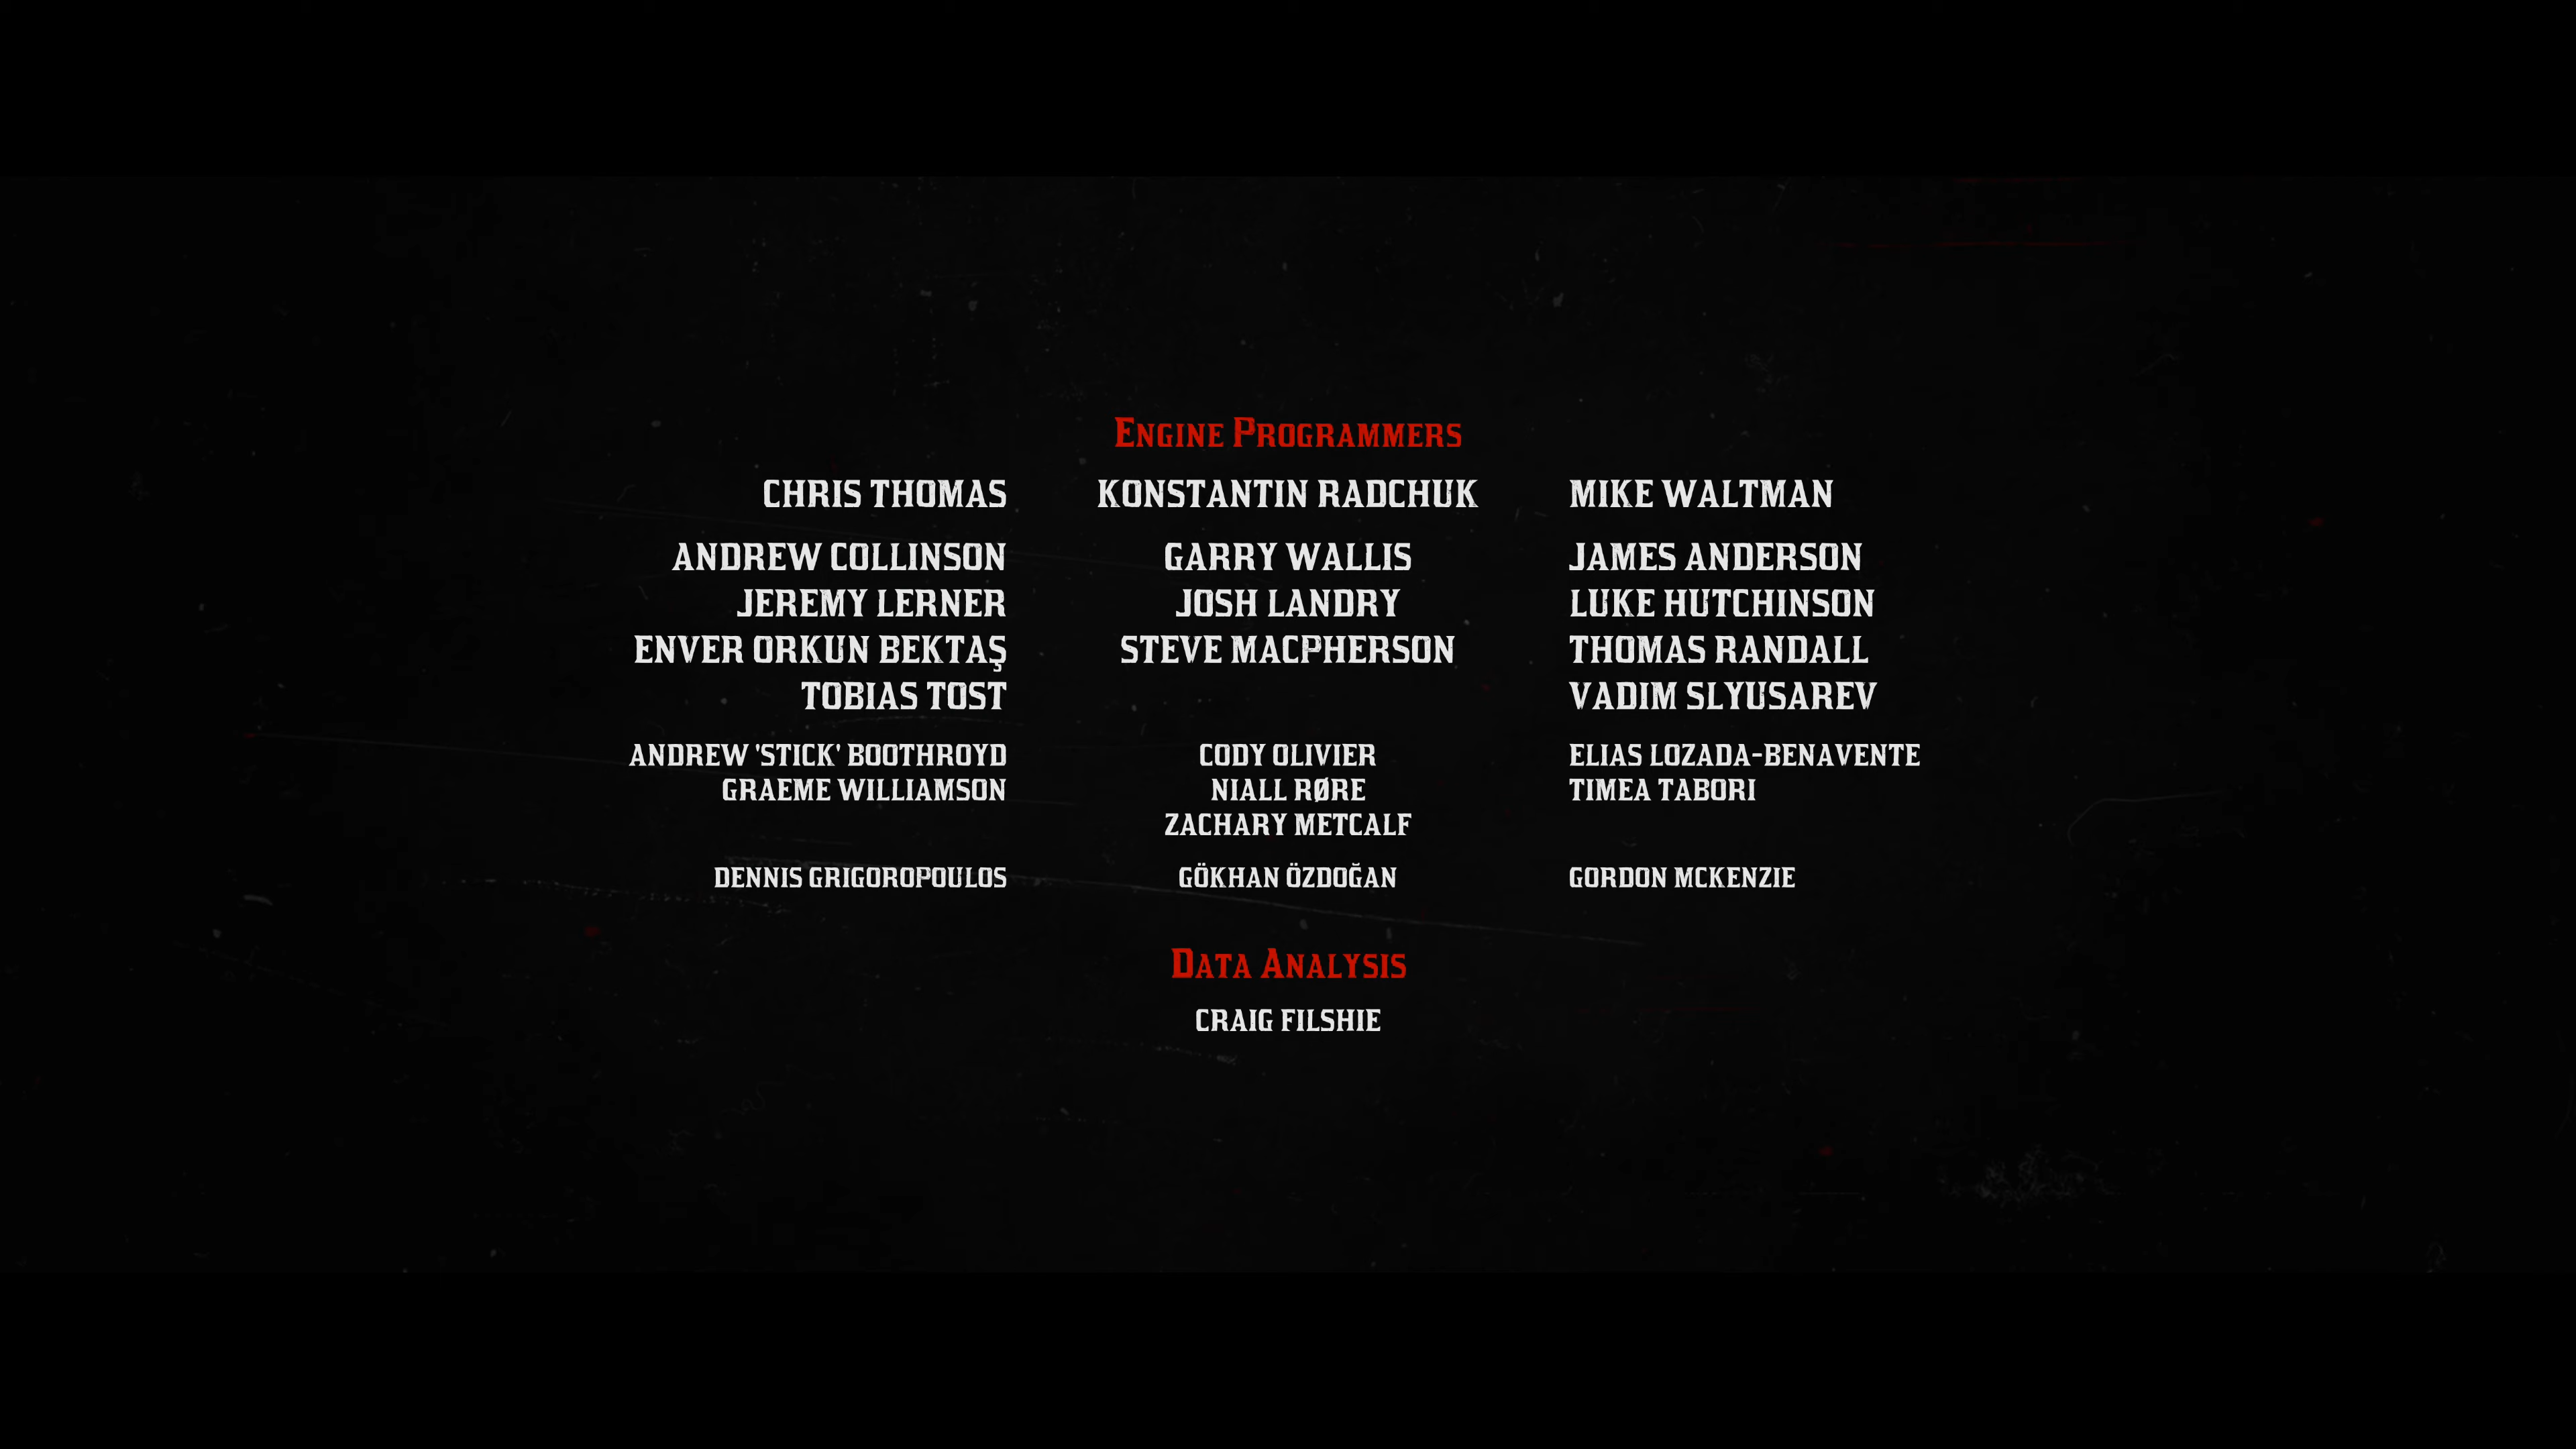 ENGINE PROGRAMMERS
CHRIS THOMAS KONSTANTIN RADCHUK MIKE WALTMAN
ANDREW COLLINSON GARRY WALLIS JAMES ANDERSON
JEREMY LERNER JOSH LANDRY LUKE HUTCHINSON
ENVER ORKUN BEKTAŞ STEVE MACPHERSON THOMAS RANDALL
TOBIAS TOST VADIM SLYUSAREV
ANDREW 'STICK' BOOTHROYD CODY OLIVIER ELIAS LOZADA-BENAVENTE
GRAEME WILLIAMSON NIALL RØRE TIMEA TABORI
ZACHARY METCALF
DENNIS GRIGOROPOULOS GÖKHAN ÖZDOĞAN GORDON MCKENZIE
DATA ANALYSIS
CRAIG FILSHIE